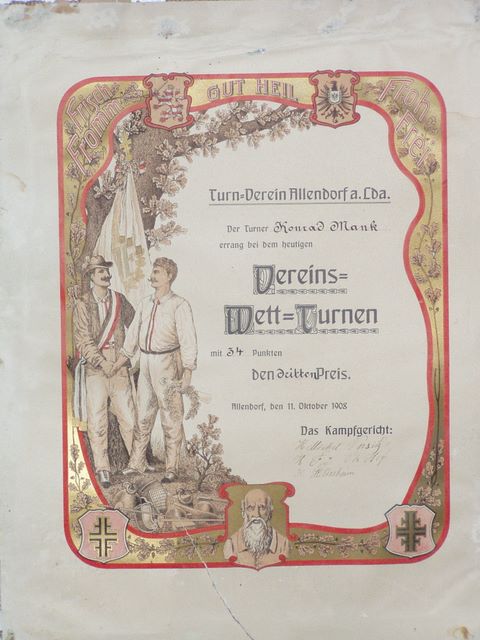 Frisch Fromm
GUT HEIL
Froh Frei
Turn=Verein Allendorf a. Lda.
Der Turner Konrad Mank
errang bei dem heutigen
Vereins=
Wett=Turnen
mit 34 Punkten
den dritten Preis.
Allendorf, den 11. Oktober 1908
Das Kampfgericht: